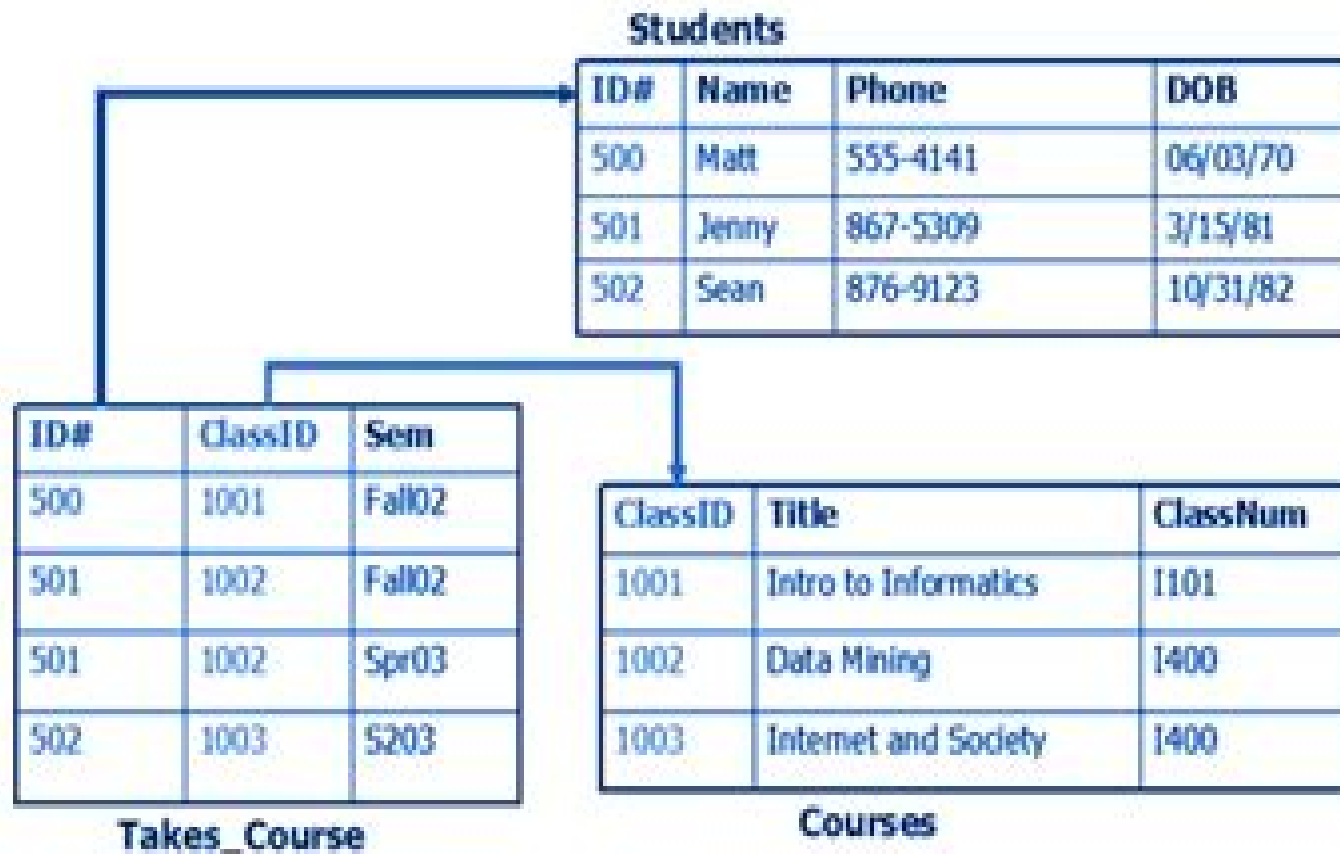 Students
ID# Name Phone DOB
500 Matt 555-4141 06/03/70
501 Jenny 867-5309 3/15/81
502 Sean 876-9123 10/31/82
ID# ClassID Sem
500 1001 Fall02
501 1002 Fall02
501 1002 Spr03
502 1003 S203
Takes_Course
ClassID Title ClassNum
1001 Intro to Informatics I101
1002 Data Mining I400
1003 Internet and Society I400
Courses